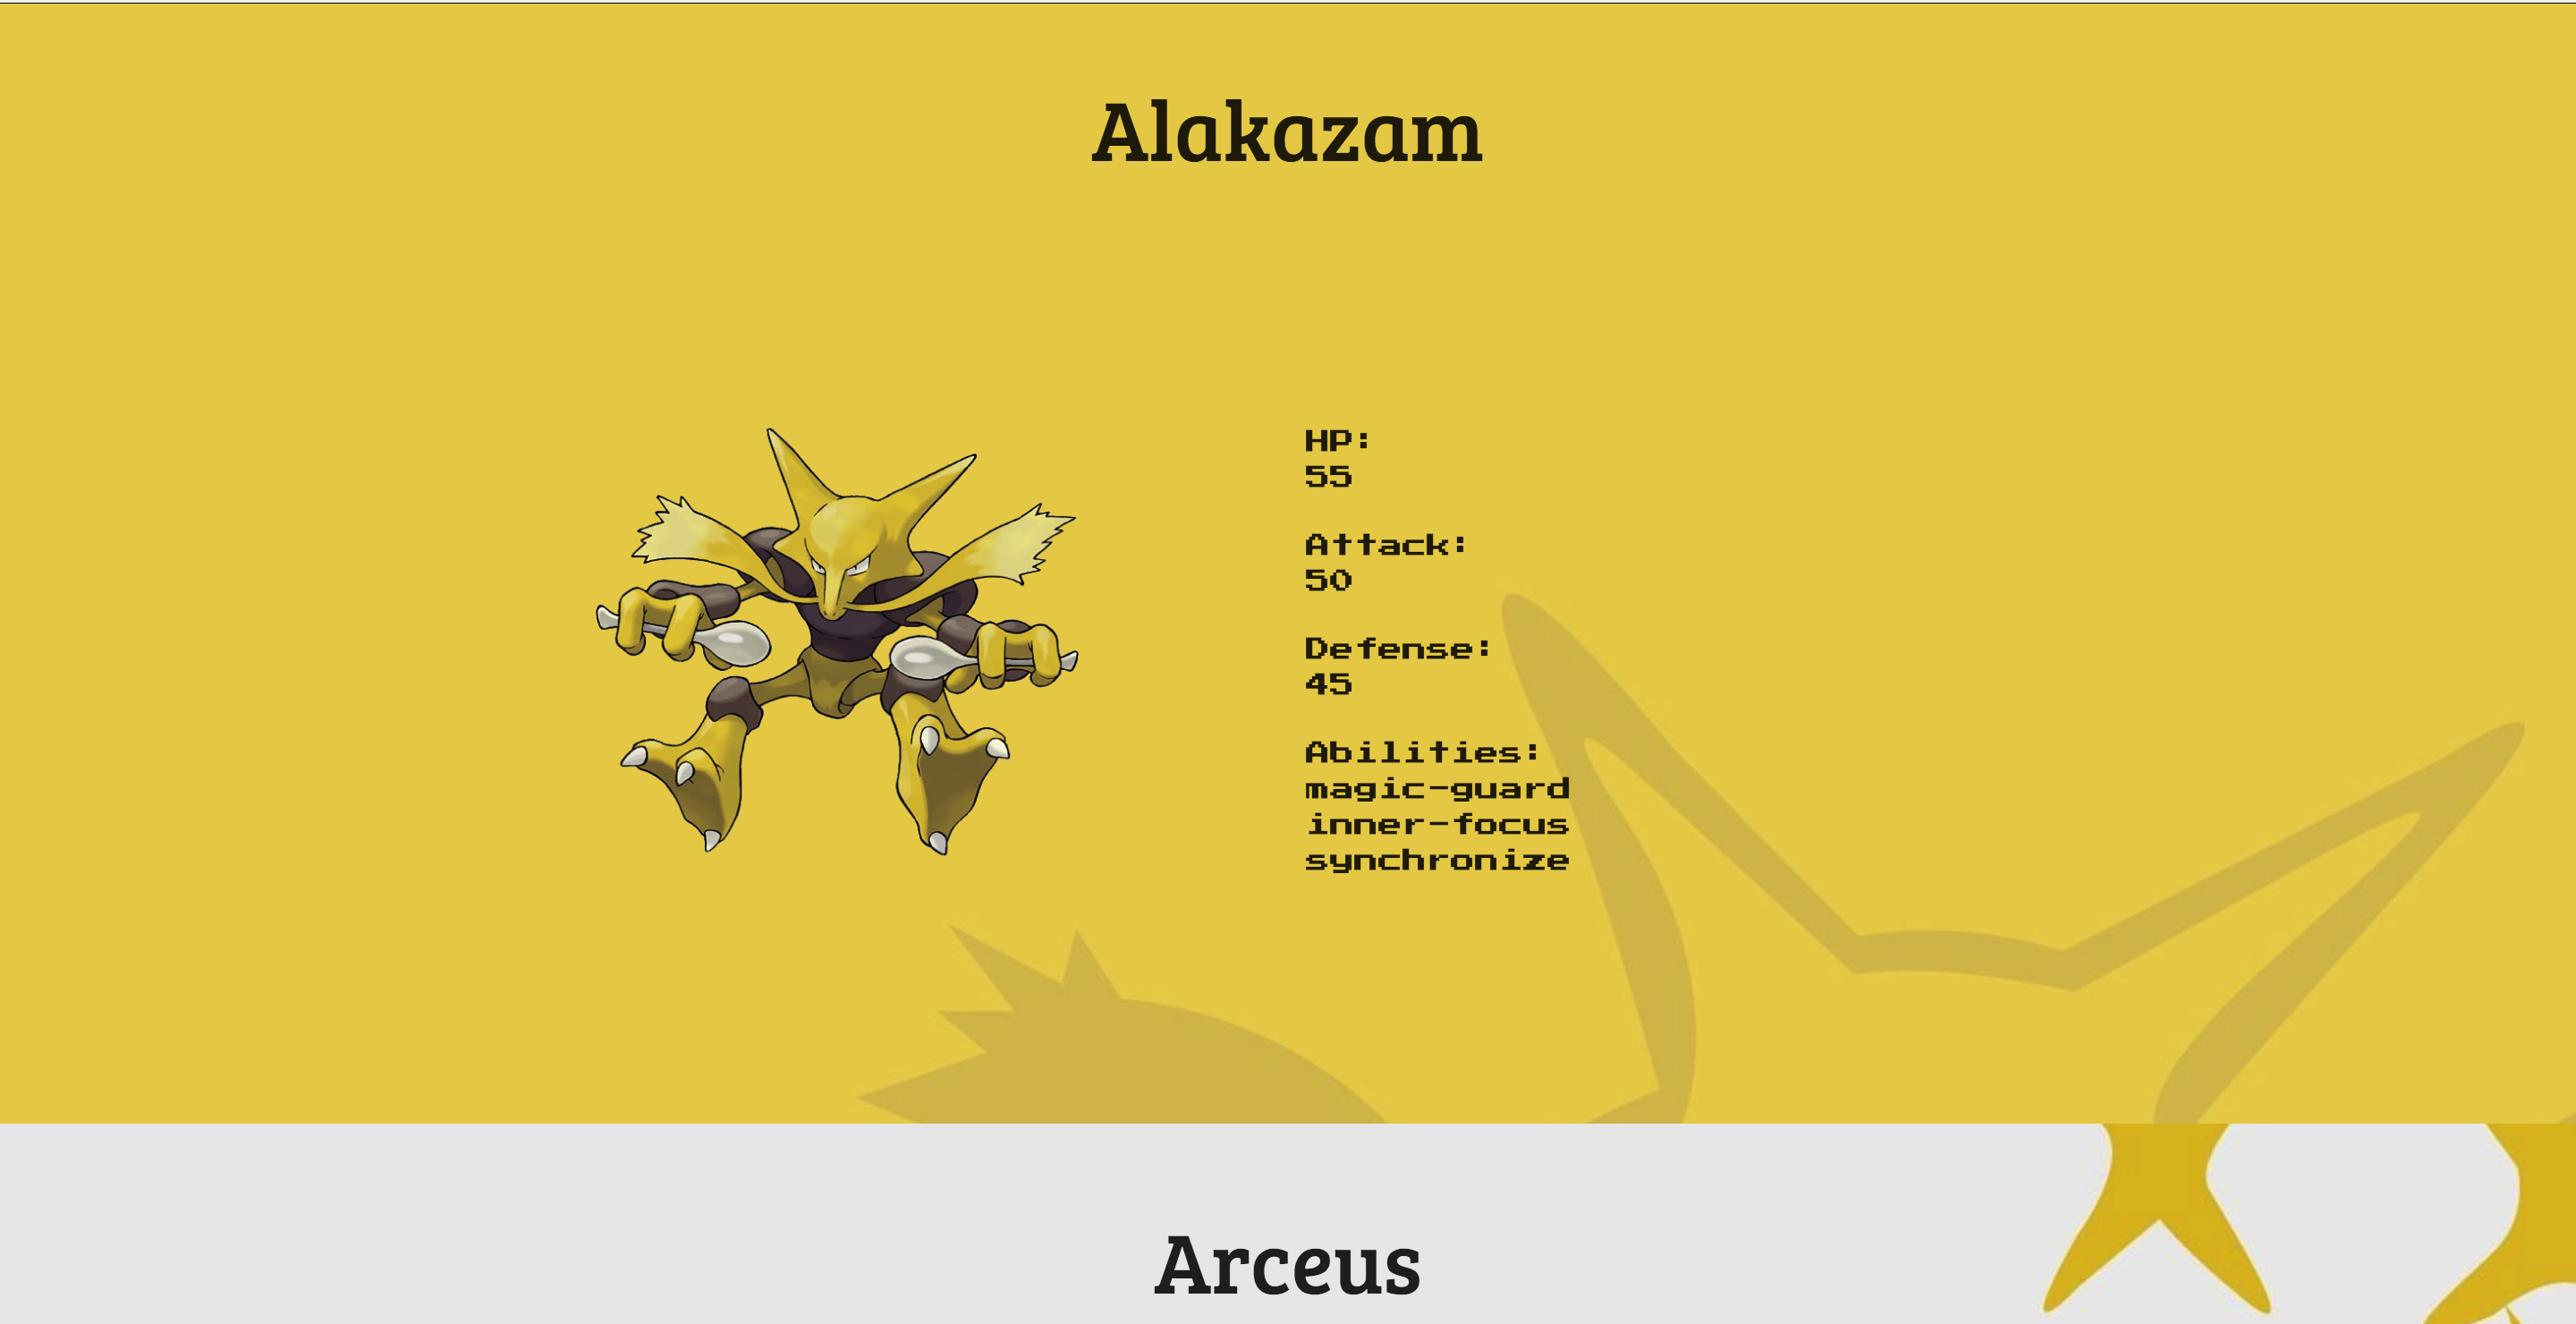 Alakazam
HP:
55
Attack:
50
Defense:
45
Abilities:
magic-guard
inner-focus
synchronize
Arceus